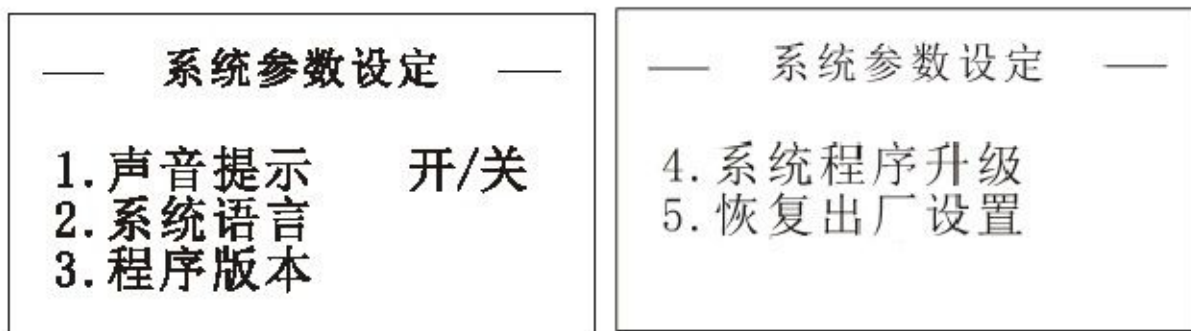 — 系统参数设定 —
1.声音提示 开/关
2.系统语言
3.程序版本
— 系统参数设定 —
4.系统程序升级
5.恢复出厂设置